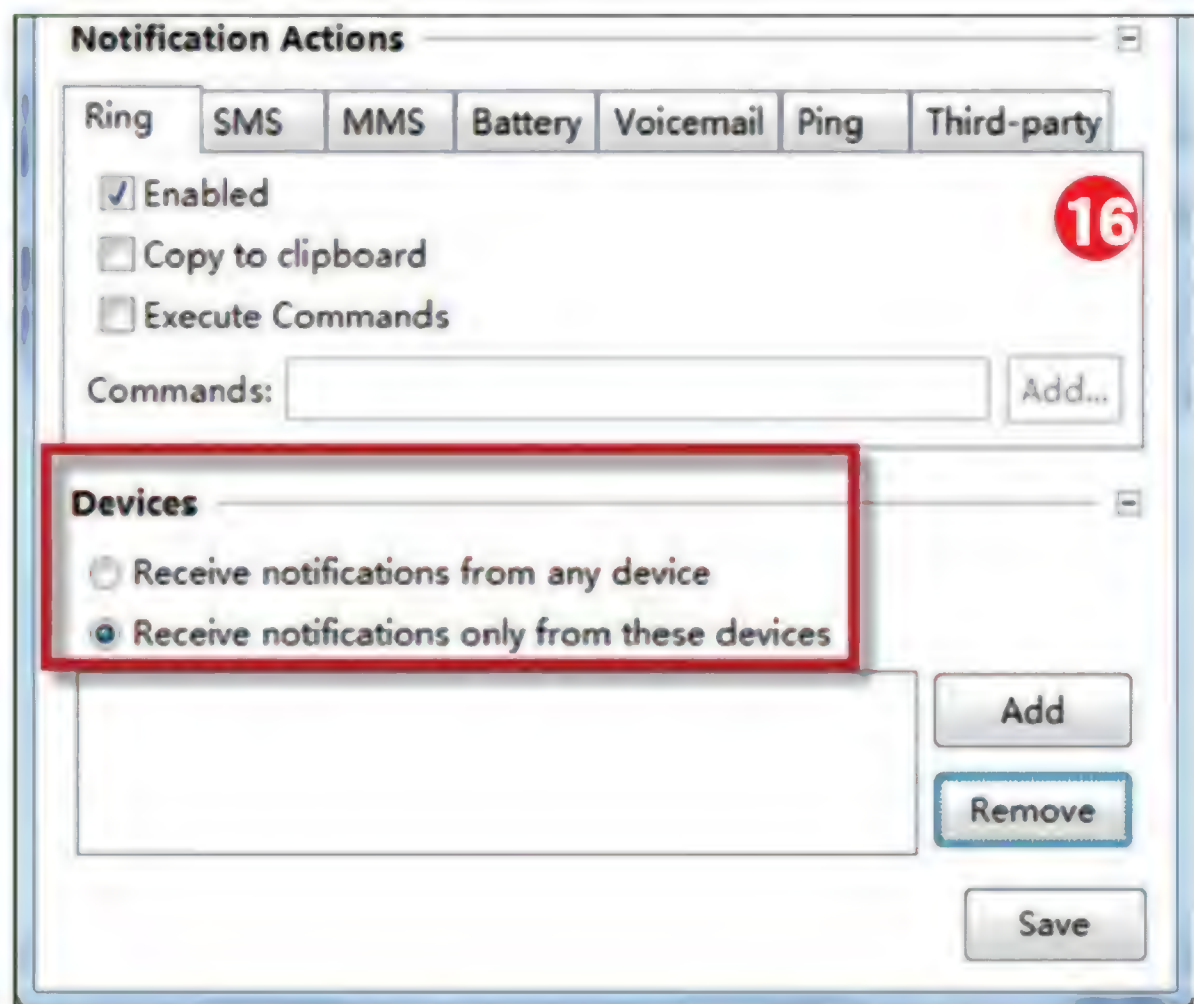 Notification Actions
Ring SMS MMS Battery Voicemail Ping Third-party
Enabled
16
Copy to clipboard
Execute Commands
Commands: Add...
Devices
Receive notifications from any device
Receive notifications only from these devices
Add
Remove
Save